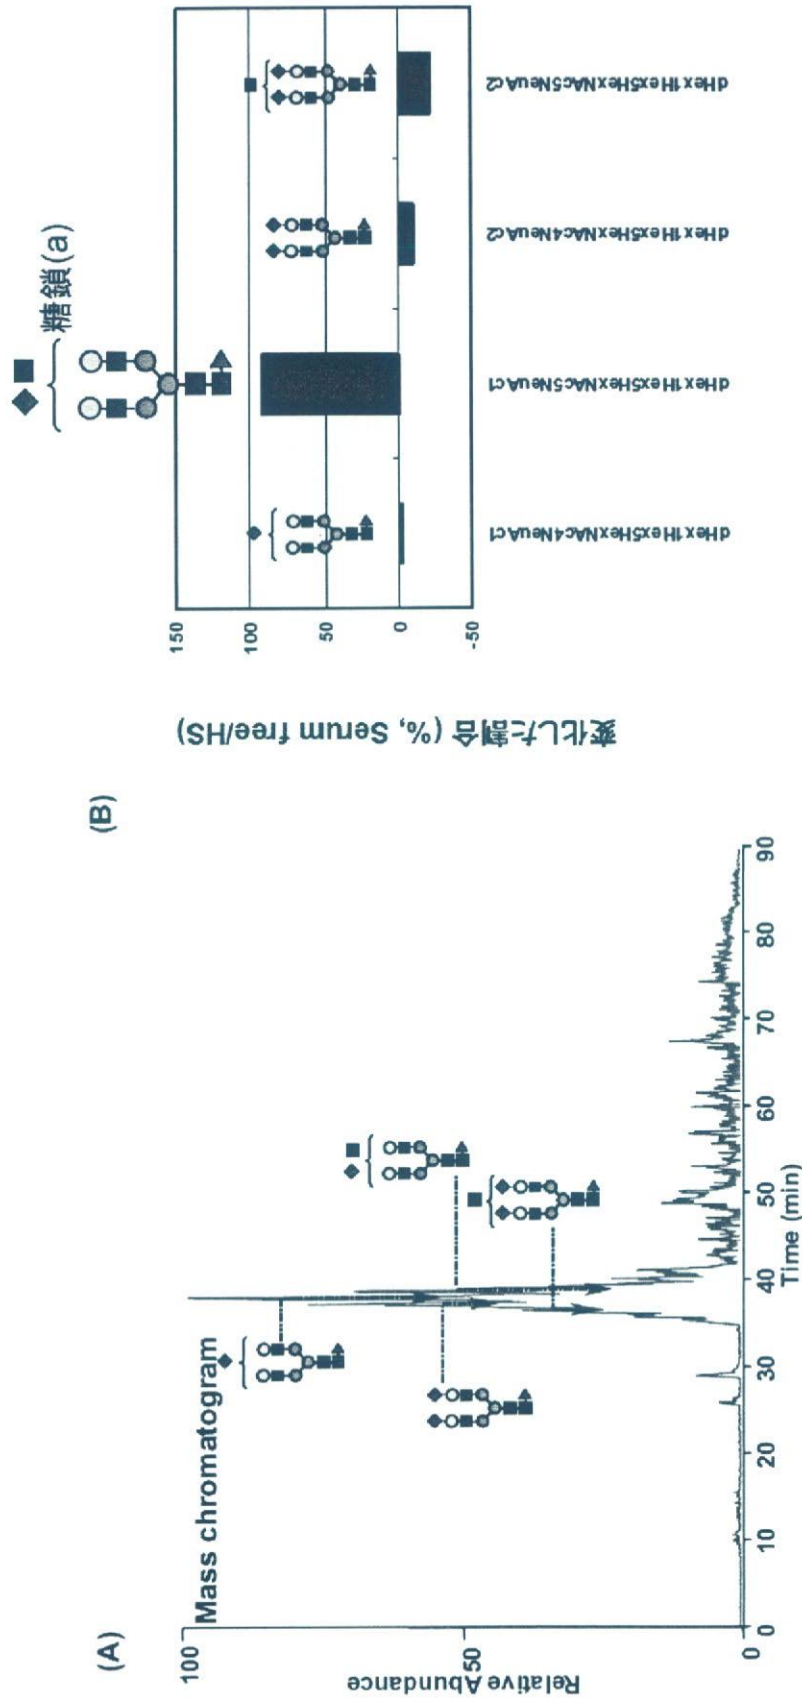 (A)
Mass chromatogram
Relative Abundance
100
50
0
0 10 20 30 40 50 60 70 80 90
Time (min)
(B)
糖鎖(a)
変化した割合 (%, Serum free/HS)
150
100
50
0
-50
dHex1Hex5HexNAc4NeuAc1
dHex1Hex5HexNAc5NeuAc1
dHex1Hex5HexNAc4NeuAc2
dHex1Hex5HexNAc5NeuAc2